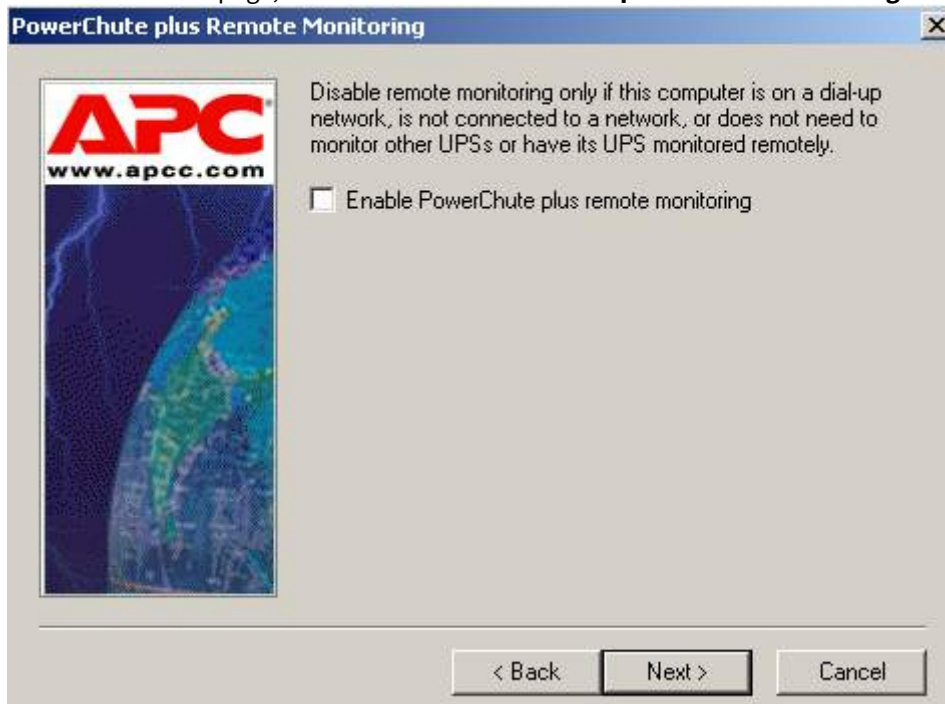 page,
PowerChute plus Remote Monitoring
APC
www.apcc.com
Disable remote monitoring only if this computer is on a dial-up
network, is not connected to a network, or does not need to
monitor other UPSs or have its UPS monitored remotely.
Enable PowerChute plus remote monitoring
< Back
Next >
Cancel